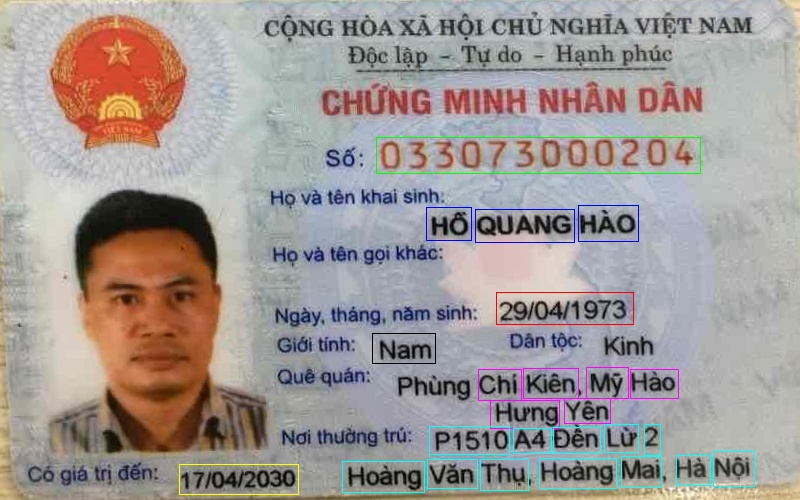 CỘNG HÒA XÃ HỘI CHỦ NGHĨA VIỆT NAM
Độc lập - Tự do - Hạnh phúc
CHỨNG MINH NHÂN DÂN
VIỆT NAM
Số: 033073000204
Họ và tên khai sinh:
HỒ QUANG HÀO
Họ và tên gọi khác:
Ngày, tháng, năm sinh: 29/04/1973
Giới tính: Nam Dân tộc: Kinh
Quê quán: Phùng Chí Kiên, Mỹ Hào
Hưng Yên
Nơi thường trú: P1510 A4 Đền Lừ 2
Hoàng Văn Thụ, Hoàng Mai, Hà Nội
Có giá trị đến: 17/04/2030